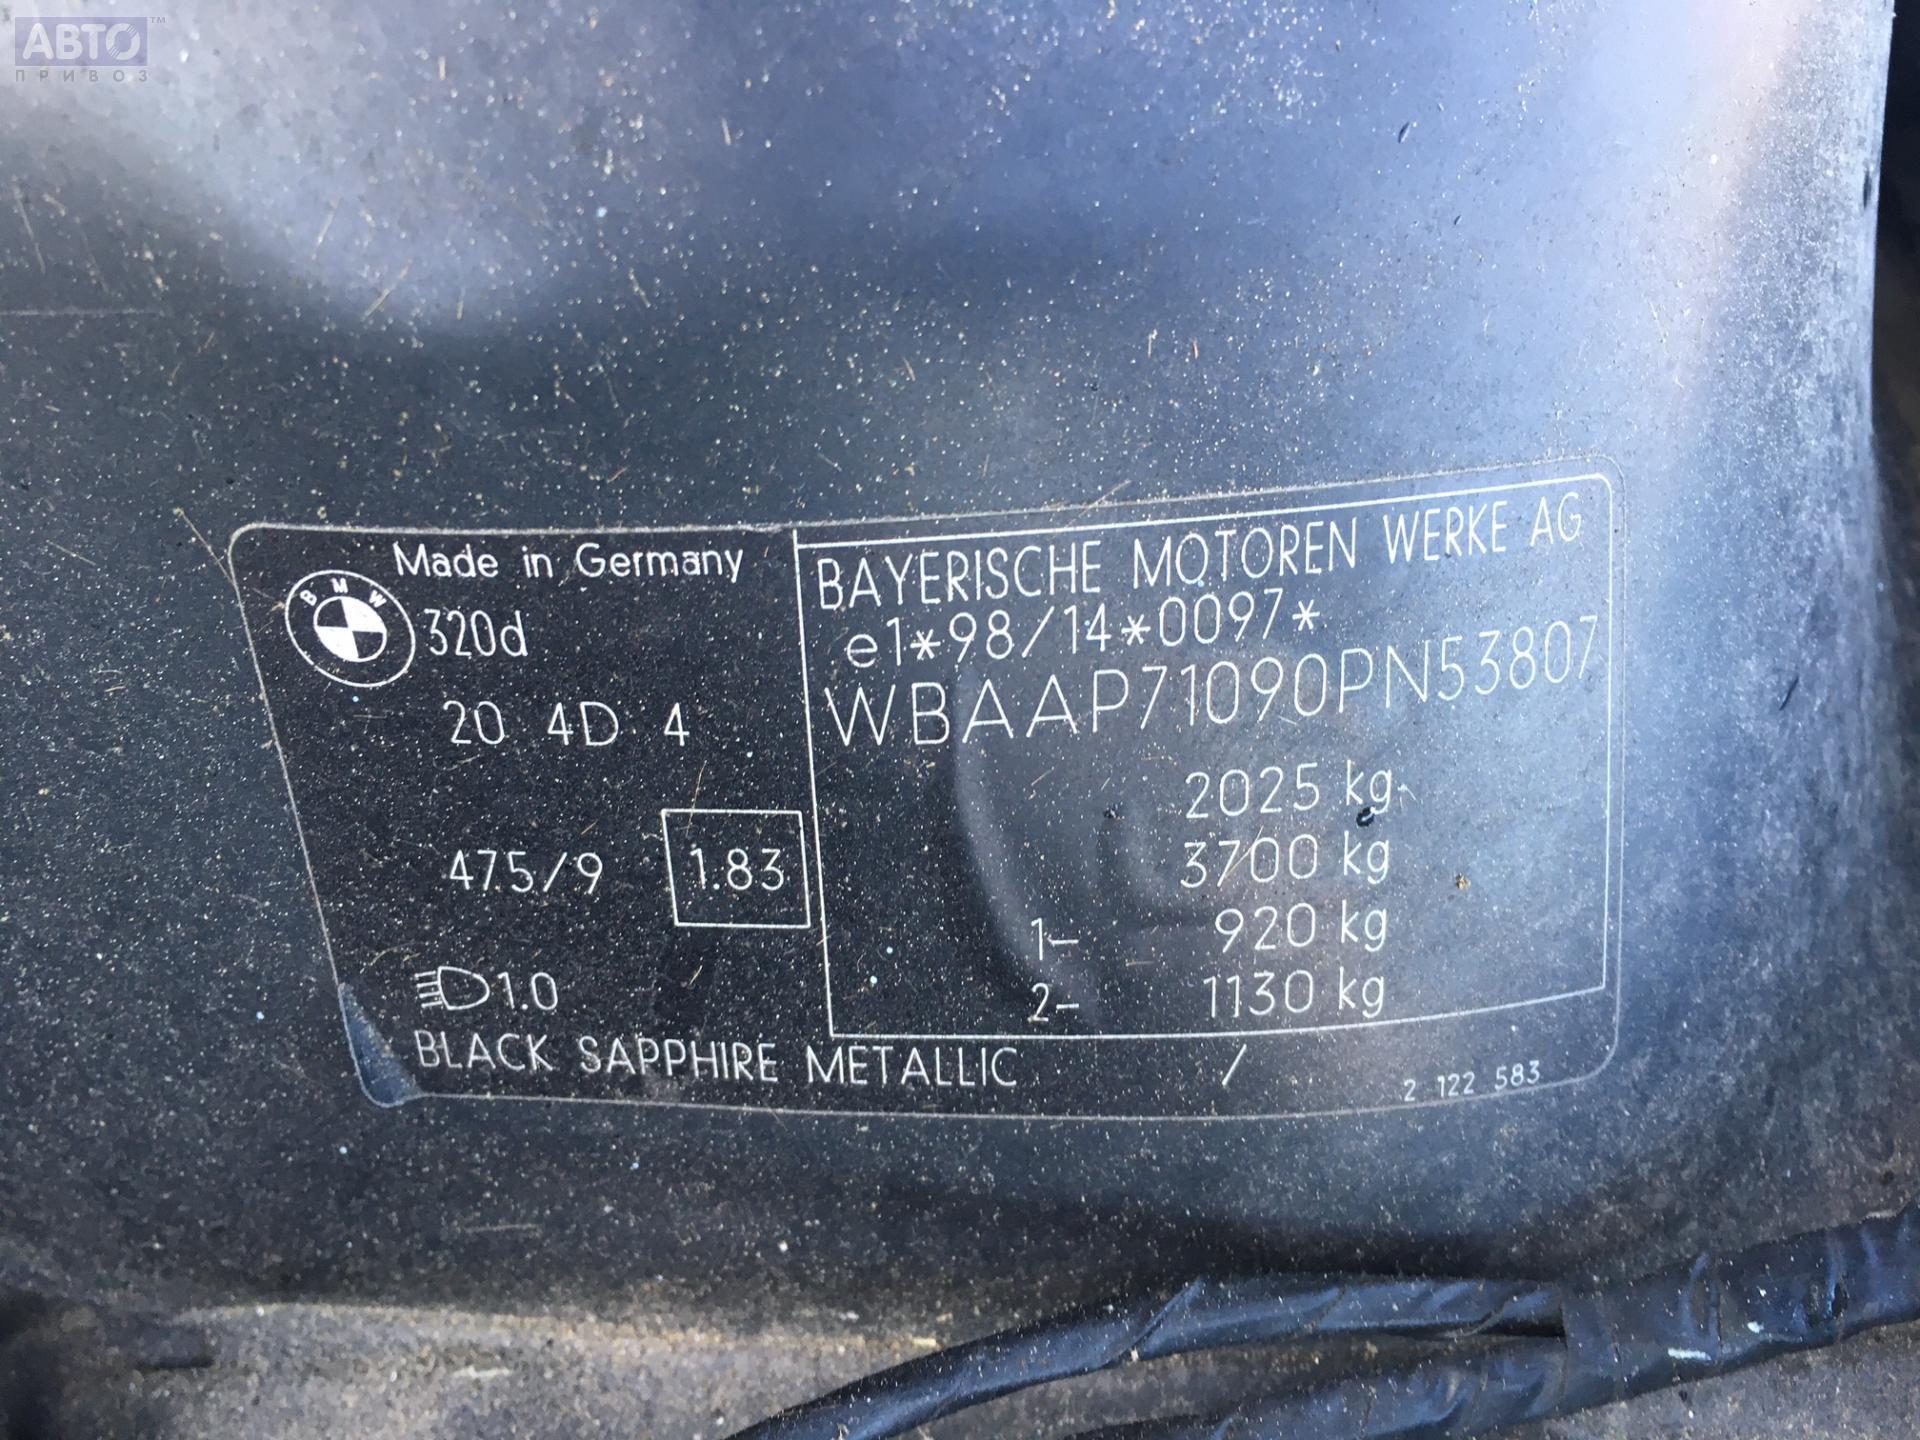 АВТО™
ПРИВОЗ
Made in Germany
BMW
320d
20 4D 4
475/9 1.83
1.0
BLACK SAPPHIRE METALLIC /
BAYERISCHE MOTOREN WERKE AG
e1*98/14*0097*
WBAAP71090PN53807
2025 kg
3700 kg
1- 920 kg
2- 1130 kg
2 122 583